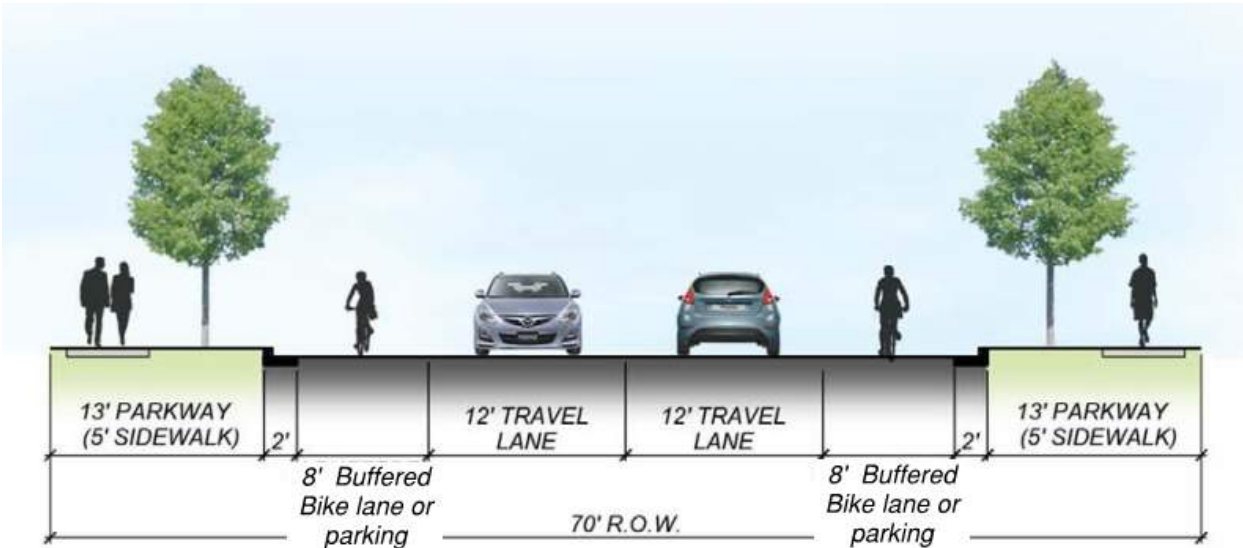 13' PARKWAY
(5' SIDEWALK)
2'
8' Buffered
Bike lane or
parking
12' TRAVEL
LANE
12' TRAVEL
LANE
8' Buffered
Bike lane or
parking
2'
13' PARKWAY
(5' SIDEWALK)
70' R.O.W.